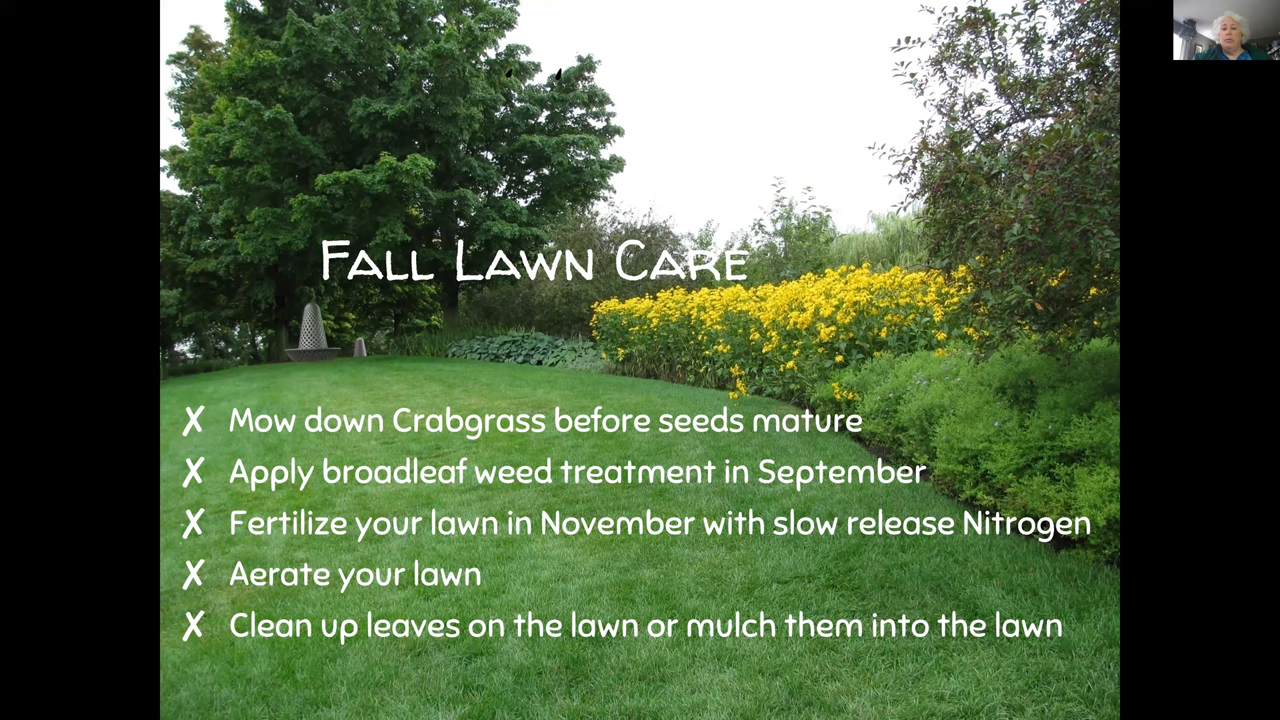 Fall Lawn Care
✗ Mow down Crabgrass before seeds mature
✗ Apply broadleaf weed treatment in September
✗ Fertilize your lawn in November with slow release Nitrogen
✗ Aerate your lawn
✗ Clean up leaves on the lawn or mulch them into the lawn